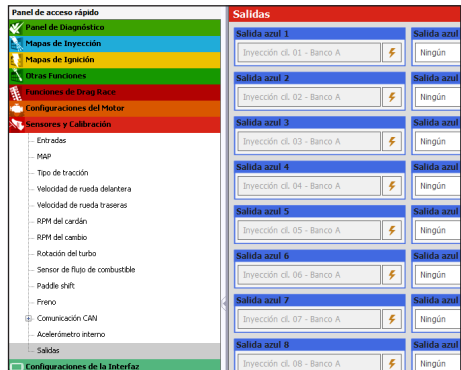 Panel de acceso rápido
Panel de Diagnóstico
Mapas de Inyección
Mapas de Ignición
Otras Funciones
Funciones de Drag Race
Configuraciones del Motor
Sensores y Calibración
Entradas
MAP
Tipo de tracción
Velocidad de rueda delantera
Velocidad de rueda traseras
RPM del cardán
RPM del cambio
Rotación del turbo
Sensor de flujo de combustible
Paddle shift
Freno
Comunicación CAN
Acelerómetro interno
Salidas
Configuraciones de la Interfaz
Salidas
Salida azul 1
Salida azul
Inyección cil. 01 - Banco A
Ningún
Salida azul 2
Salida azul
Inyección cil. 02 - Banco A
Ningún
Salida azul 3
Salida azul
Inyección cil. 03 - Banco A
Ningún
Salida azul 4
Salida azul
Inyección cil. 04 - Banco A
Ningún
Salida azul 5
Salida azul
Inyección cil. 05 - Banco A
Ningún
Salida azul 6
Salida azul
Inyección cil. 06 - Banco A
Ningún
Salida azul 7
Salida azul
Inyección cil. 07 - Banco A
Ningún
Salida azul 8
Salida azul
Inyección cil. 08 - Banco A
Ningún